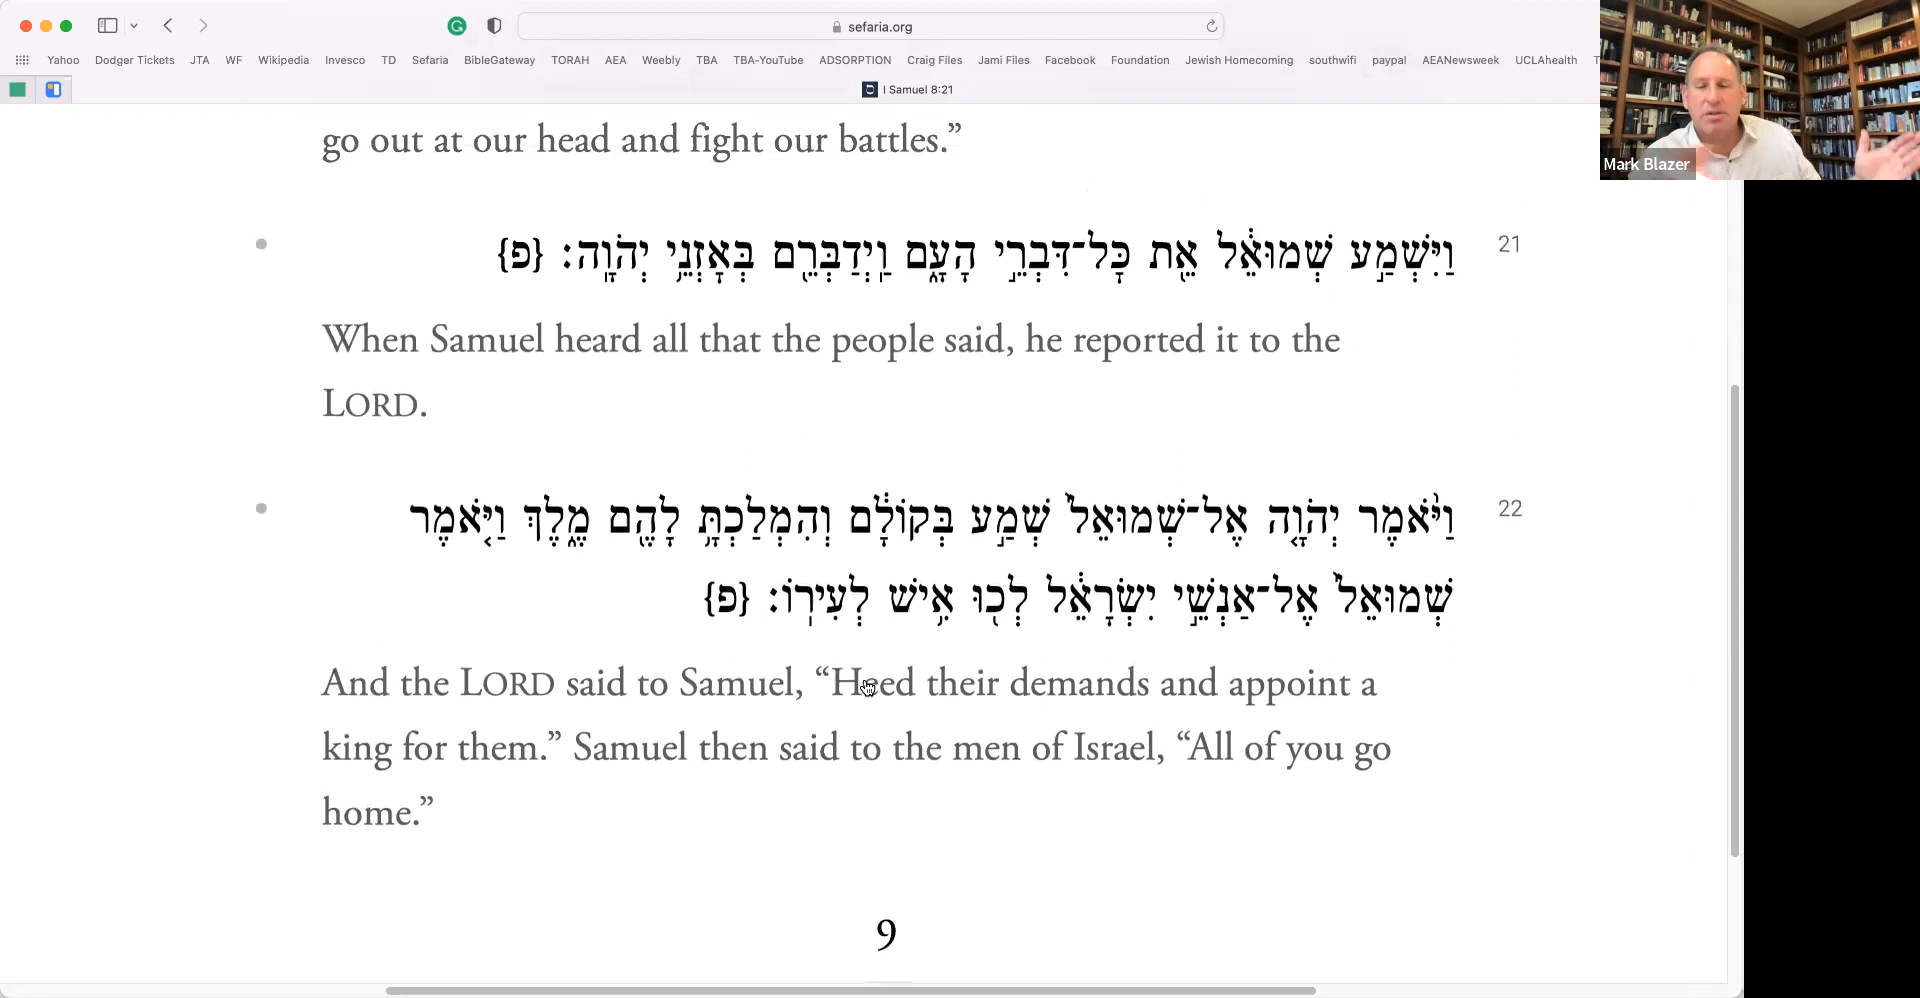 sefaria.org
Yahoo Dodger Tickets JTA WF Wikipedia Invesco TD Sefaria BibleGateway TORAH AEA Weebly TBA TBA-YouTube ADSORPTION Craig Files Jami Files Facebook Foundation Jewish Homecoming southwifi paypal AEANewsweek UCLAhealth
I Samuel 8:21
Mark Blazer
go out at our head and fight our battles.”
21 וַיִּשְׁמַ֣ע שְׁמוּאֵ֔ל אֵ֖ת כׇּל־דִּבְרֵ֣י הָעָ֑ם וַֽיְדַבְּרֵ֖ם בְּאׇזְנֵ֥י יְהֹוָֽה׃ {פ}
When Samuel heard all that the people said, he reported it to the
LORD.
22 וַיֹּ֨אמֶר יְהֹוָ֤ה אֶל־שְׁמוּאֵל֙ שְׁמַ֣ע בְּקוֹלָ֔ם וְהִמְלַכְתָּ֥ לָהֶ֖ם מֶ֑לֶךְ וַיֹּ֤אמֶר
שְׁמוּאֵל֙ אֶל־אַנְשֵׁ֣י יִשְׂרָאֵ֔ל לְכ֖וּ אִ֥ישׁ לְעִירֽוֹ׃ {פ}
And the LORD said to Samuel, “Heed their demands and appoint a
king for them.” Samuel then said to the men of Israel, “All of you go
home.”
9